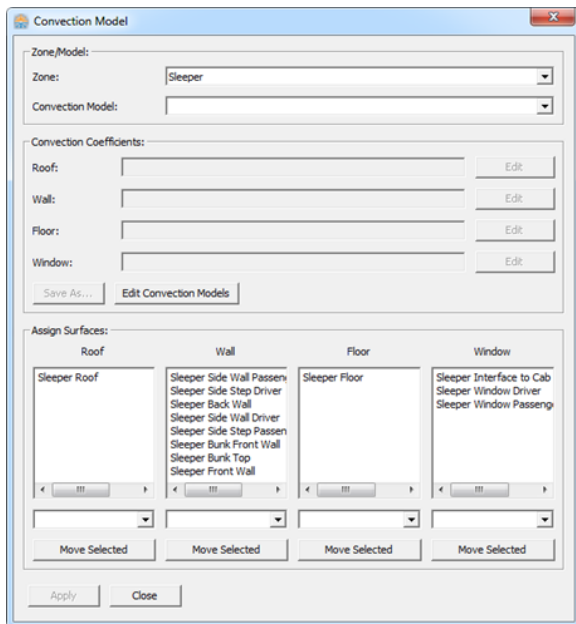 Convection Model
Zone/Model:
Zone: Sleeper
Convection Model:
Convection Coefficients:
Roof: Edit
Wall: Edit
Floor: Edit
Window: Edit
Save As... Edit Convection Models
Assign Surfaces:
Roof Wall Floor Window
Sleeper Roof Sleeper Side Wall Passen Sleeper Floor Sleeper Interface to Cab
Sleeper Side Step Driver Sleeper Window Driver
Sleeper Back Wall Sleeper Window Passenge
Sleeper Side Wall Driver
Sleeper Side Step Passen
Sleeper Bunk Front Wall
Sleeper Bunk Top
Sleeper Front Wall
Move Selected Move Selected Move Selected Move Selected
Apply Close